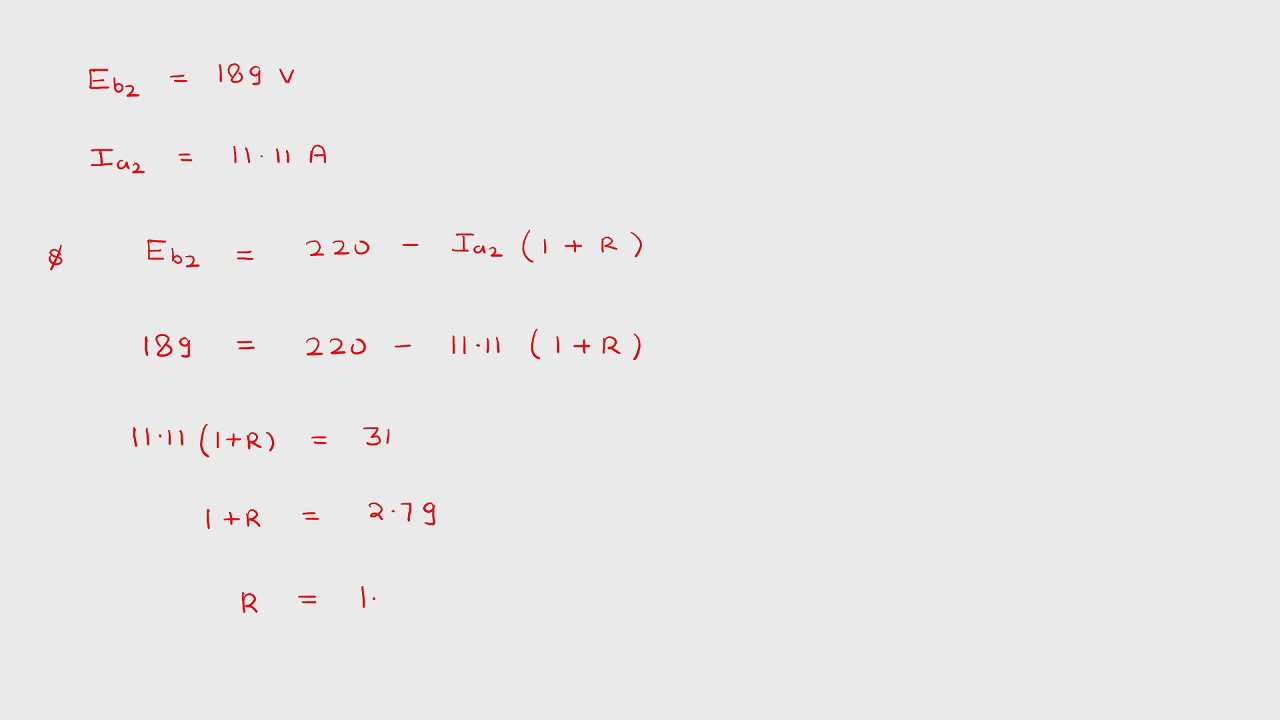 Eb2 = 189 V
Ia2 = 11.11 A
Eb2 = 220 - Ia2 (1 + R)
189 = 220 - 11.11 (1 + R)
11.11 (1+R) = 31
1+R = 2.79
R = 1.